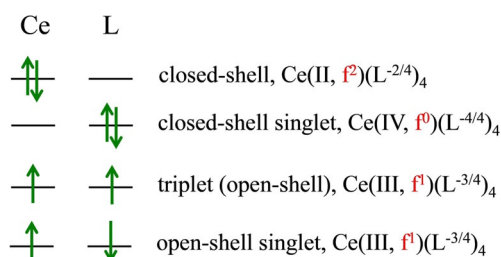 Ce L
closed-shell, Ce(II, f²)(L⁻²/⁴)₄
closed-shell singlet, Ce(IV, f⁰)(L⁻⁴/⁴)₄
triplet (open-shell), Ce(III, f¹)(L⁻³/⁴)₄
open-shell singlet, Ce(III, f¹)(L⁻³/⁴)₄